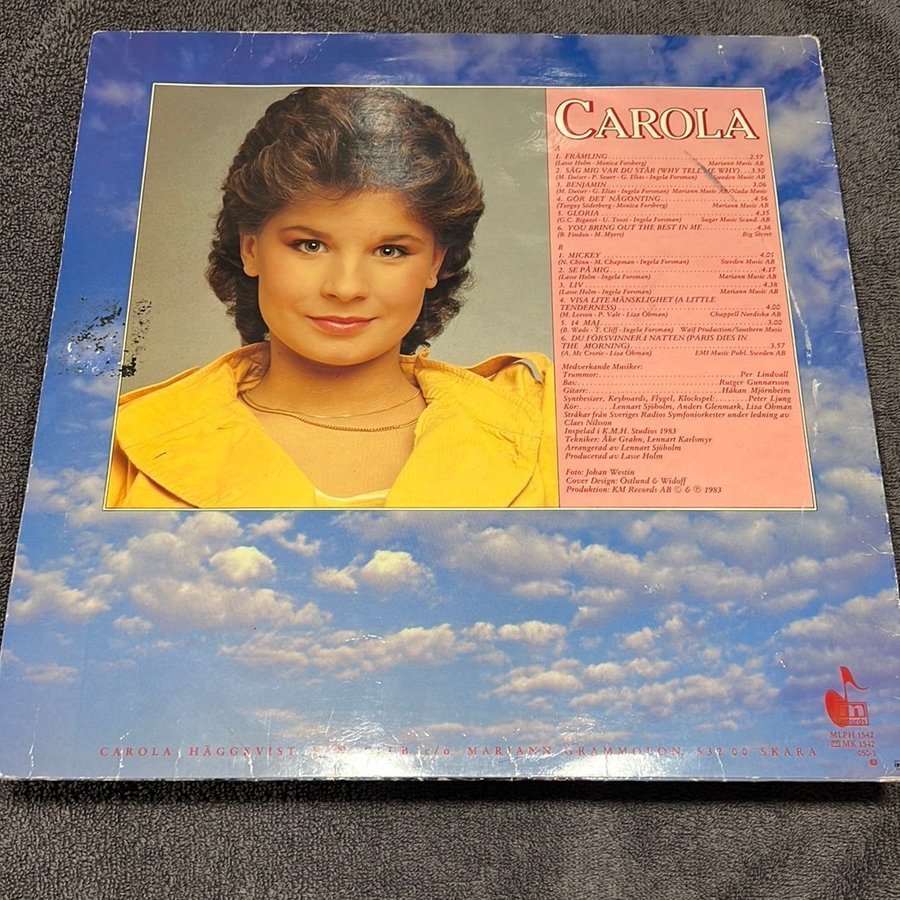 CAROLA
A
1. FRÄMLING 2.57
(Lasse Holm - Monica Forsberg) Mariann Music AB
2. SÄG MIG VAR DU STÅR (WHY TELL ME WHY) 3.50
(M. Duiser - P. Souer - G. Elias - Ingela Forsman) Sweden Music AB
3. BENJAMIN 3.06
(M. Duiser - G. Elias - Ingela Forsman) Mariann Music AB/Nada Music
4. GÖR DET NÅGONTING 4.56
(Torgny Söderberg - Monica Forsberg) Mariann Music AB
5. GLORIA 4.35
(G.C. Bigazzi - U. Tozzi - Ingela Forsman) Sugar Music Scand. AB
6. YOU BRING OUT THE BEST IN ME 4.36
(B. Findon - M. Myers) Big Secret
B
1. MICKEY 4.05
(N. Chinn - M. Chapman - Ingela Forsman) Sweden Music AB
2. SE PÅ MIG 4.17
(Lasse Holm - Ingela Forsman) Mariann Music AB
3. LIV 4.38
(Lasse Holm - Ingela Forsman) Mariann Music AB
4. VISA LITE MÄNSKLIGHET (A LITTLE
TENDERNESS) 4.00
(M. Leeson - P. Vale - Liza Öhman) Chappell Nordiska AB
5. 14 MAJ 3.00
(B. Wade - T. Cliff - Ingela Forsman) Wolf Production/Southern Music
6. DU FÖRSVINNER I NATTEN (PARIS DIES IN
THE MORNING) 3.57
(A. Mc Crorie - Liza Öhman) EMI Music Publ. Sweden AB
Medverkande Musiker:
Trummor: Per Lindvall
Bas: Rutger Gunnarsson
Gitarr: Håkan Mjörnheim
Synthesizer, Keyboards, Flygel, Klockspel: Peter Ljung
Kör: Lennart Sjöholm, Anders Glenmark, Liza Öhman
Stråkar från Sveriges Radios Symfoniorkester under ledning av
Claes Nilsson
Inspelad i K.M.H. Studios 1983
Tekniker: Åke Grahn, Lennart Karlsmyr
Arrangerad av Lennart Sjöholm
Producerad av Lasse Holm
Foto: Johan Westin
Cover Design: Östlund & Widoff
Produktion: KM Records AB © & ℗ 1983
records
MLPH 1542
MK 1542
050-1
CAROLA HÄGGKVIST FAN CLUB c/o MARIANN GRAMMOFON, 532 00 SKARA